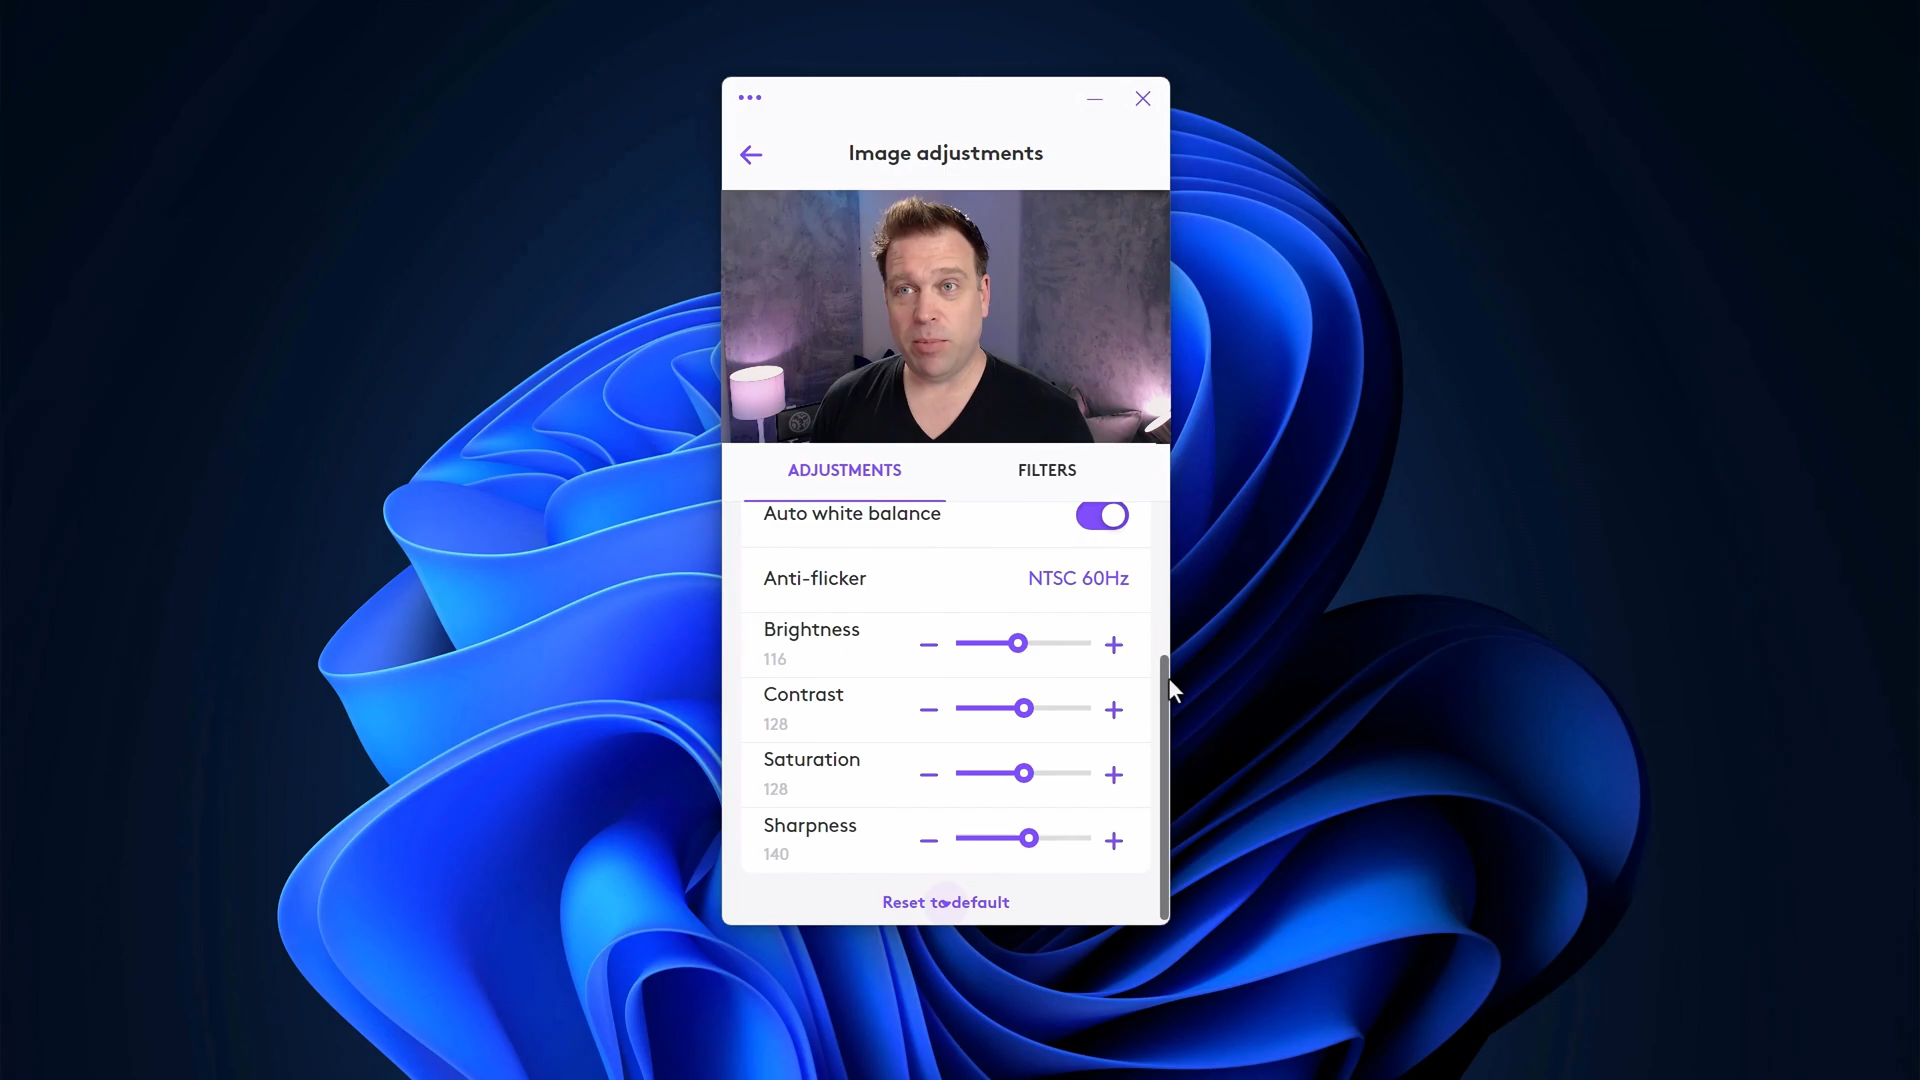 Image adjustments
ADJUSTMENTS
FILTERS
Auto white balance
Anti-flicker
NTSC 60Hz
Brightness
116
Contrast
128
Saturation
128
Sharpness
140
Reset to default